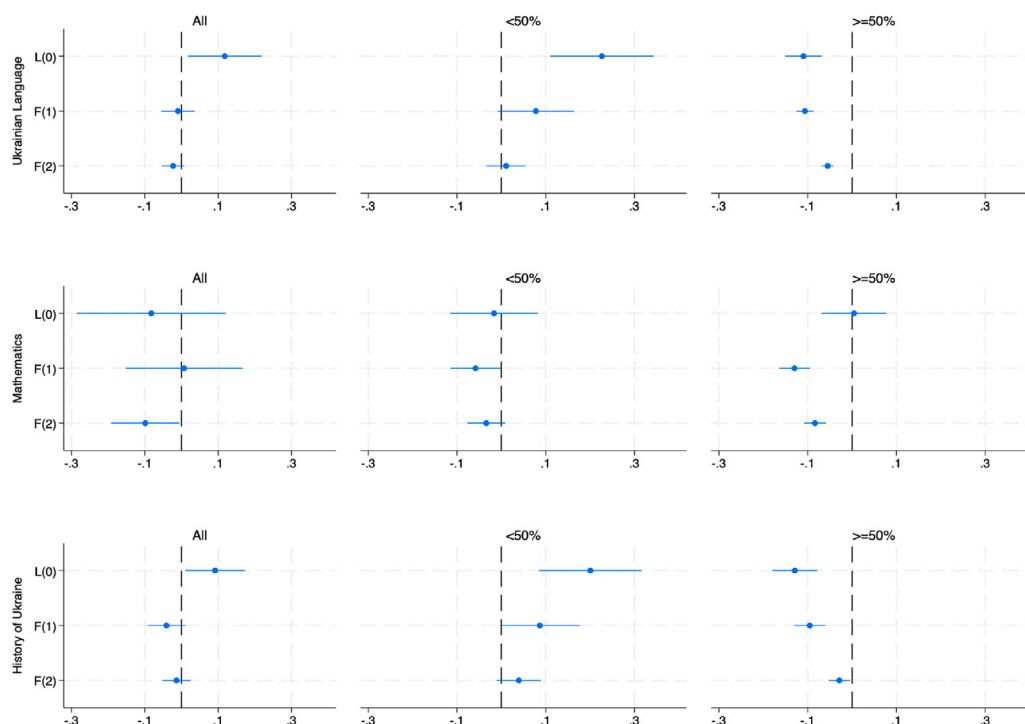 All <50% >=50%
Ukrainian Language
L(0)
F(1)
F(2)
-.3 -.1 .1 .3 -.3 -.1 .1 .3 -.3 -.1 .1 .3
All <50% >=50%
Mathematics
L(0)
F(1)
F(2)
-.3 -.1 .1 .3 -.3 -.1 .1 .3 -.3 -.1 .1 .3
All <50% >=50%
History of Ukraine
L(0)
F(1)
F(2)
-.3 -.1 .1 .3 -.3 -.1 .1 .3 -.3 -.1 .1 .3